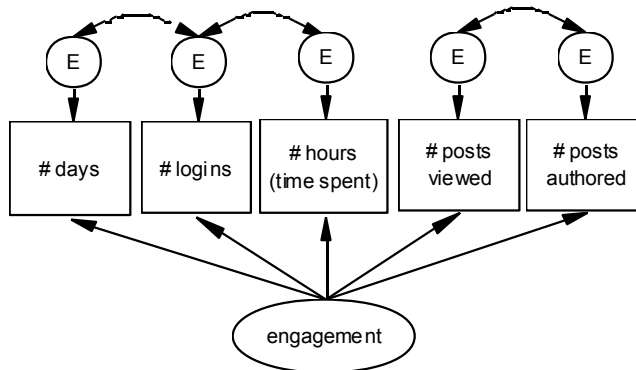 E
E
E
E
E
# days
# logins
# hours
(time spent)
# posts
viewed
# posts
authored
engagement